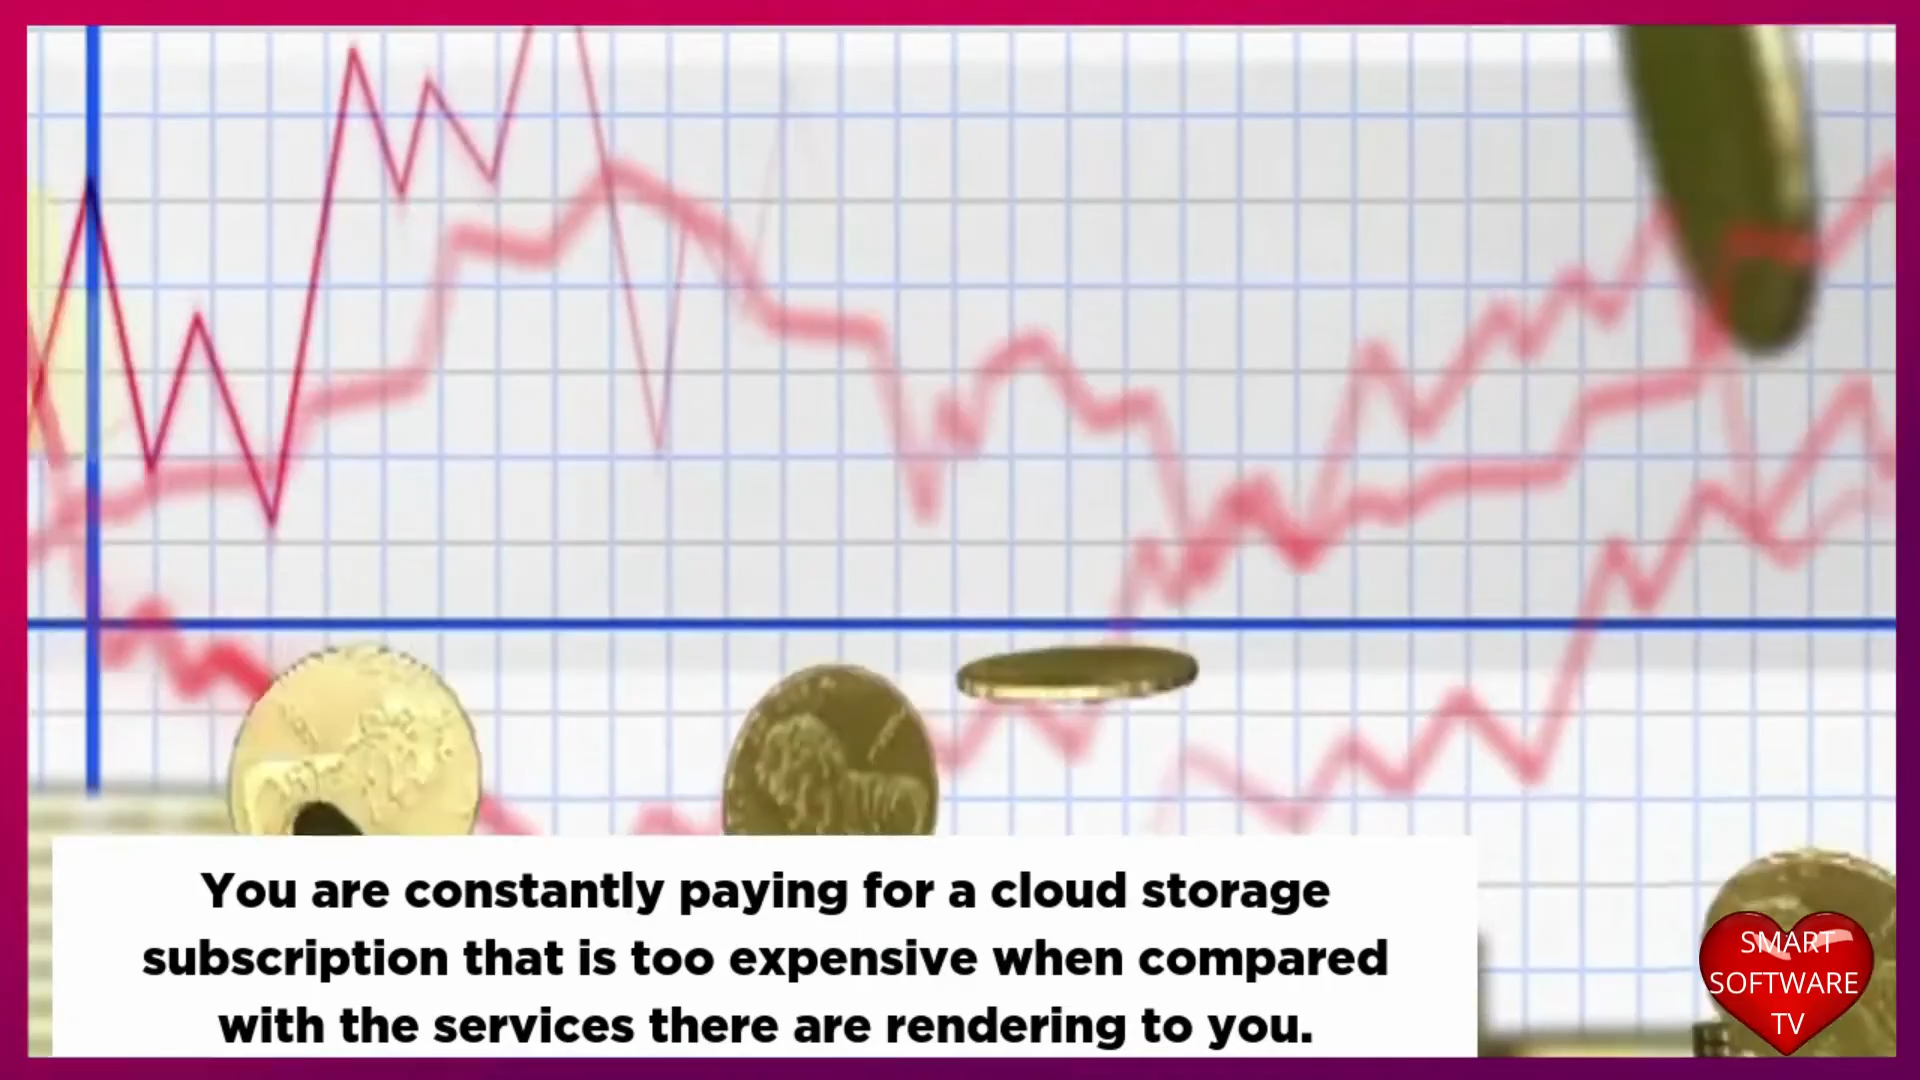 You are constantly paying for a cloud storage
subscription that is too expensive when compared
with the services there are rendering to you.
SMART
SOFTWARE
TV